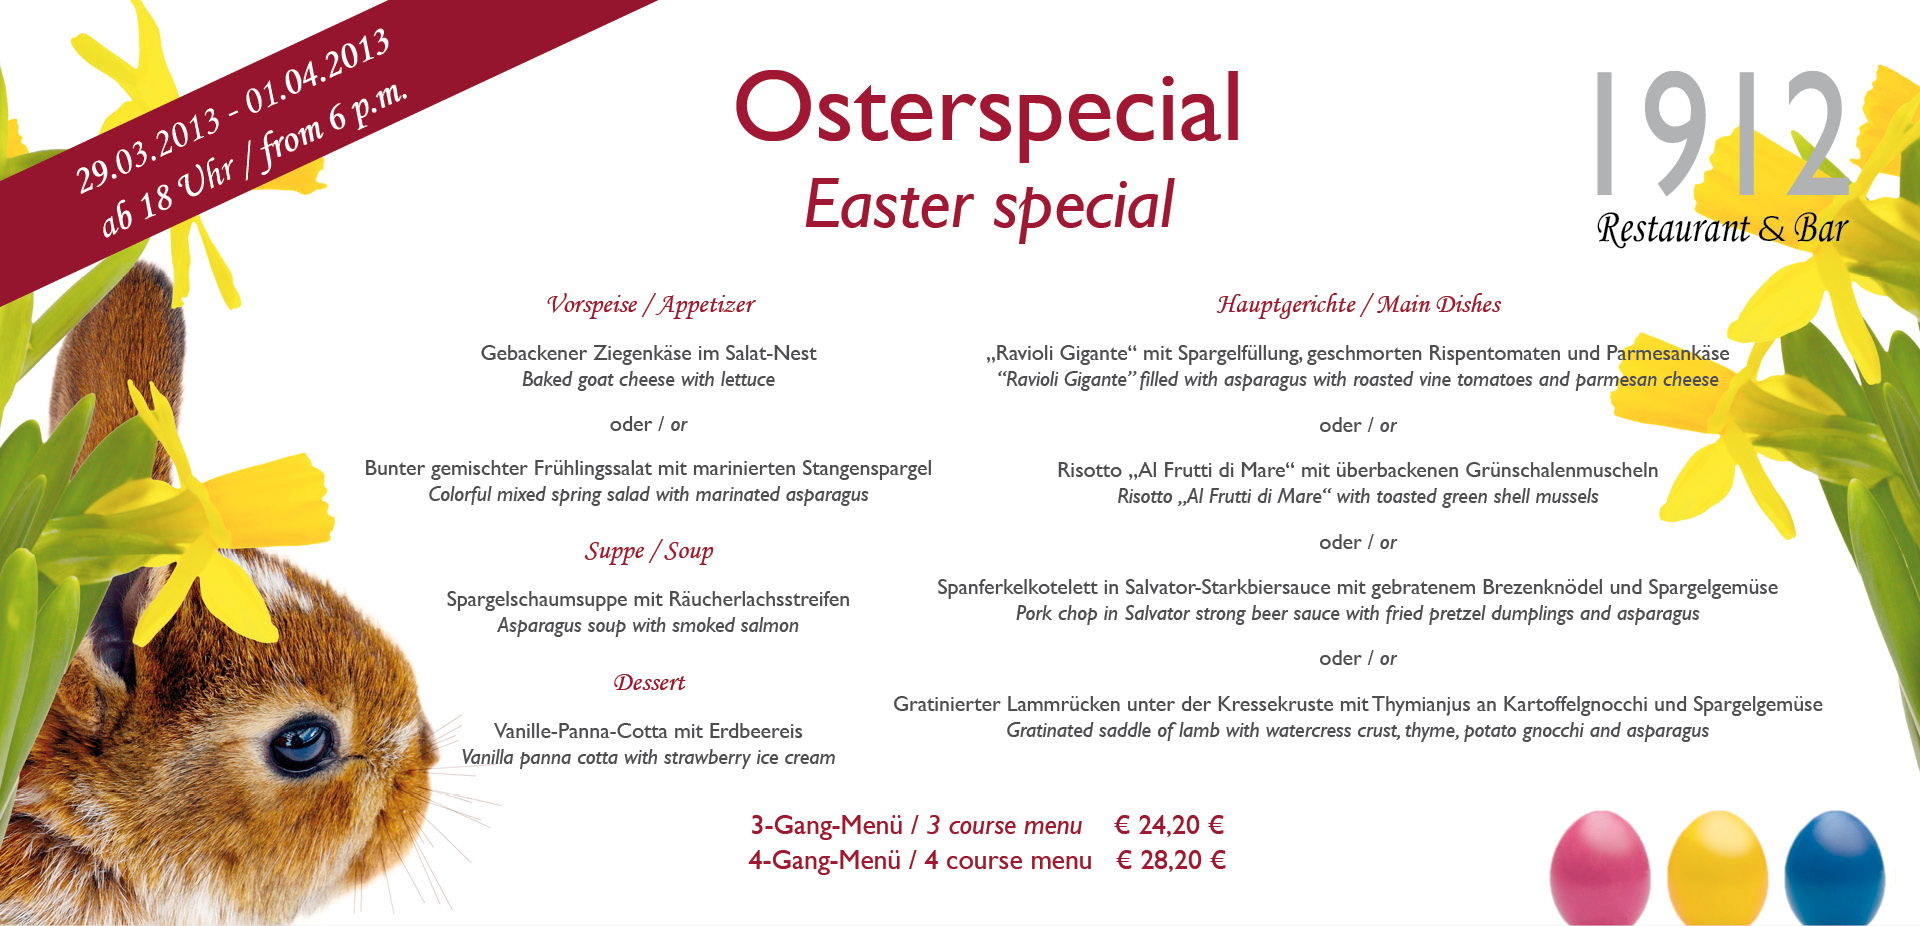 29.03.2013 - 01.04.2013
ab 18 Uhr / from 6 p.m.
Osterspecial
Easter special
1912
Restaurant & Bar
Vorspeise / Appetizer
Gebackener Ziegenkäse im Salat-Nest
Baked goat cheese with lettuce
oder / or
Bunter gemischter Frühlingssalat mit marinierten Stangenspargel
Colorful mixed spring salad with marinated asparagus
Suppe / Soup
Spargelschaumsuppe mit Räucherlachsstreifen
Asparagus soup with smoked salmon
Dessert
Vanille-Panna-Cotta mit Erdbeereis
Vanilla panna cotta with strawberry ice cream
Hauptgerichte / Main Dishes
„Ravioli Gigante“ mit Spargelfüllung, geschmorten Rispentomaten und Parmesankäse
“Ravioli Gigante” filled with asparagus with roasted vine tomatoes and parmesan cheese
oder / or
Risotto „Al Frutti di Mare“ mit überbackenen Grünschalenmuscheln
Risotto „Al Frutti di Mare“ with toasted green shell mussels
oder / or
Spanferkelkotelett in Salvator-Starkbiersauce mit gebratenem Brezenknödel und Spargelgemüse
Pork chop in Salvator strong beer sauce with fried pretzel dumplings and asparagus
oder / or
Gratinierter Lammrücken unter der Kressekruste mit Thymianjus an Kartoffelgnocchi und Spargelgemüse
Gratinated saddle of lamb with watercress crust, thyme, potato gnocchi and asparagus
3-Gang-Menü / 3 course menu € 24,20 €
4-Gang-Menü / 4 course menu € 28,20 €